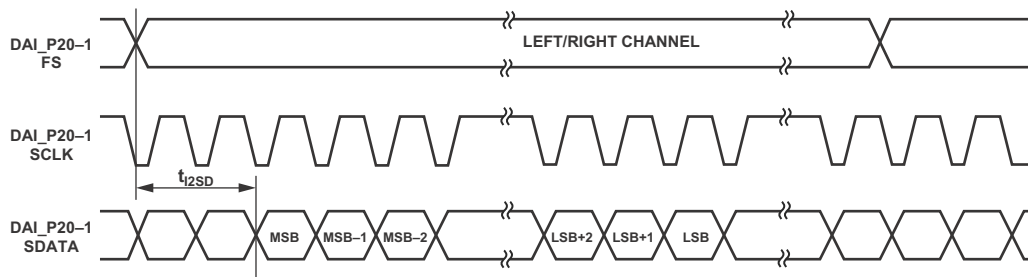 DAI_P20–1
FS
LEFT/RIGHT CHANNEL
DAI_P20–1
SCLK
tI2SD
DAI_P20–1
SDATA
MSB
MSB–1
MSB–2
LSB+2
LSB+1
LSB